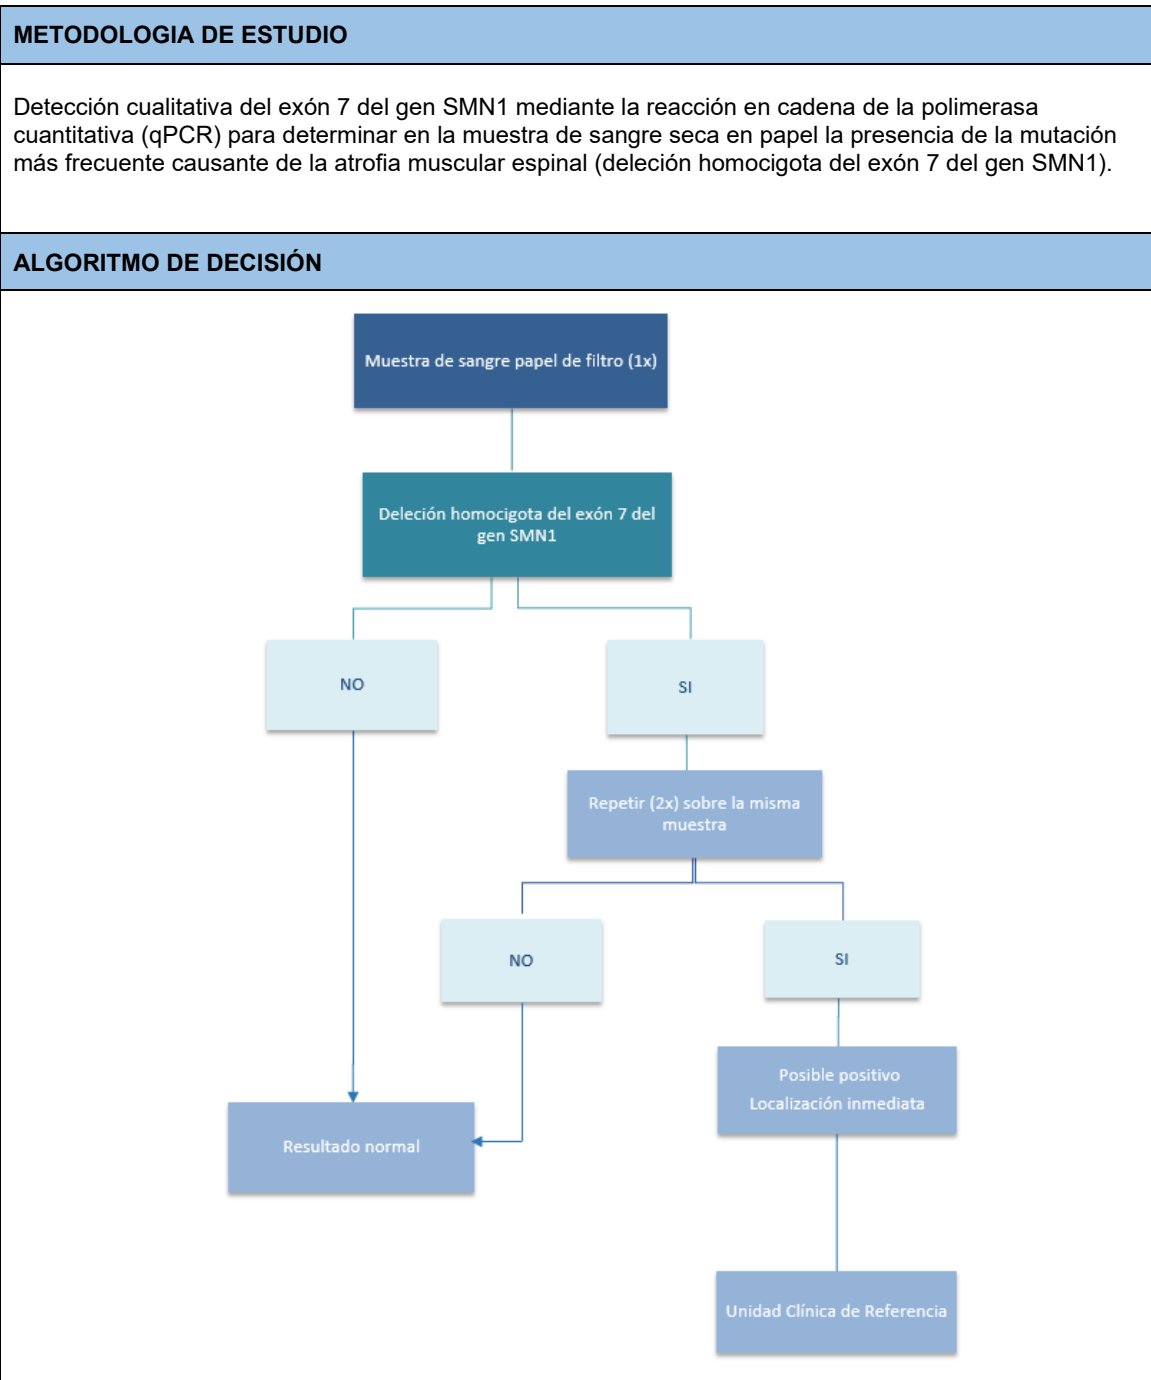 METODOLOGIA DE ESTUDIO
Detección cualitativa del exón 7 del gen SMN1 mediante la reacción en cadena de la polimerasa
cuantitativa (qPCR) para determinar en la muestra de sangre seca en papel la presencia de la mutación
más frecuente causante de la atrofia muscular espinal (deleción homocigota del exón 7 del gen SMN1).
ALGORITMO DE DECISIÓN
Muestra de sangre papel de filtro (1x)
Deleción homocigota del exón 7 del
gen SMN1
NO
SI
Repetir (2x) sobre la misma
muestra
NO
SI
Posible positivo
Localización inmediata
Resultado normal
Unidad Clínica de Referencia